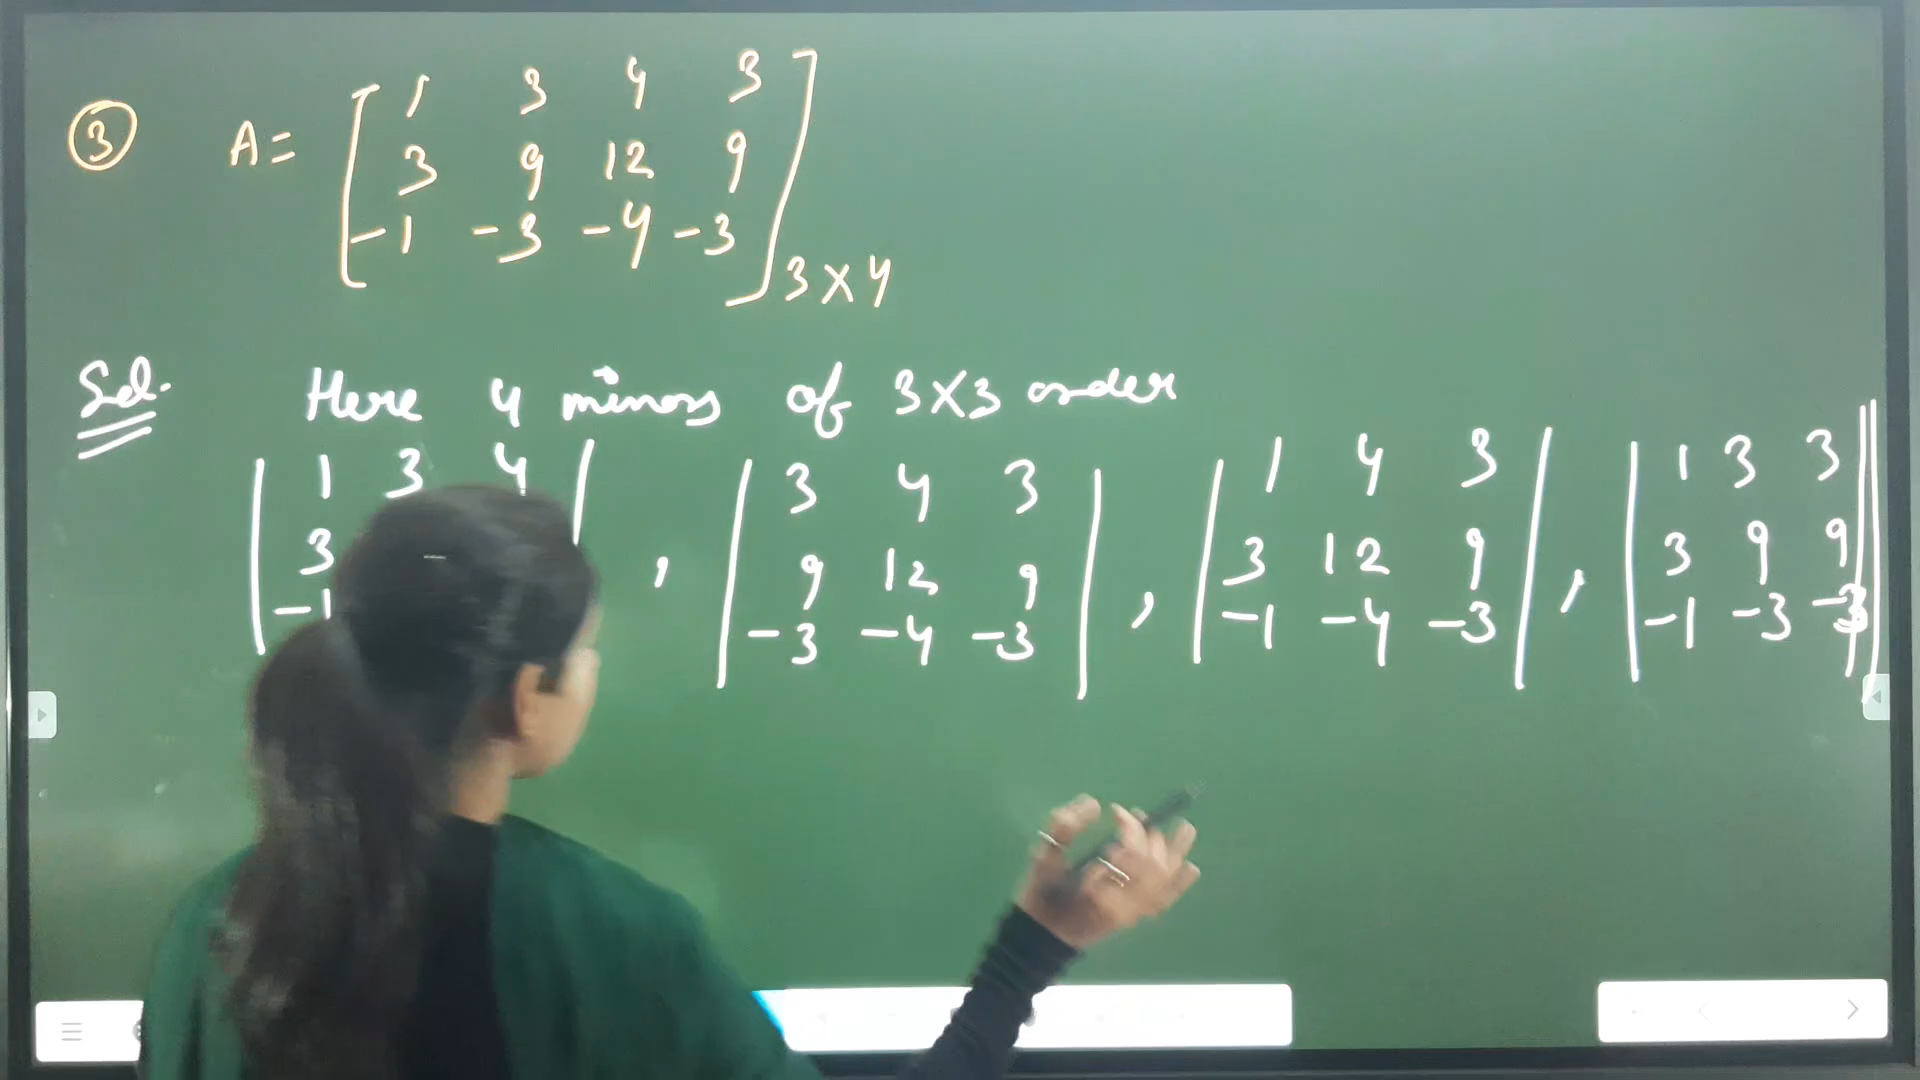 ③ A = [ 1 3 4 3
3 9 12 9
-1 -3 -4 -3 ] 3×4
Sol. Here 4 minors of 3×3 order
| 1 3 4 | | 3 4 3 | | 1 4 3 | | 1 3 3 ||
3 , 9 12 9 , 3 12 9 , 3 9 9
-1 -3 -4 -3 -1 -4 -3 -1 -3 -3